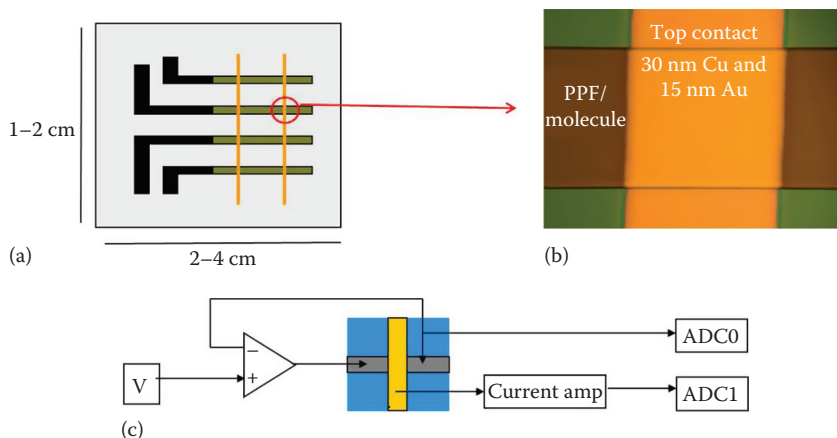 1–2 cm
(a)
2–4 cm
Top contact
30 nm Cu and
15 nm Au
PPF/
molecule
(b)
V
−
+
Current amp
ADC0
ADC1
(c)